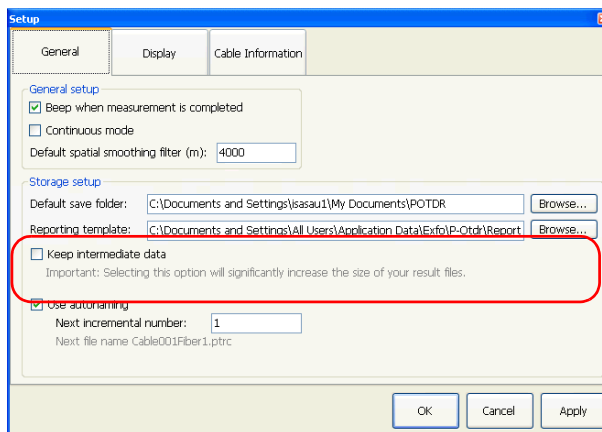 Setup
General Display Cable Information
General setup
Beep when measurement is completed
Continuous mode
Default spatial smoothing filter (m): 4000
Storage setup
Default save folder: C:\Documents and Settings\isasau1\My Documents\POTDR Browse...
Reporting template: C:\Documents and Settings\All Users\Application Data\Exfo\P-Otdr\Report Browse...
Keep intermediate data
Important: Selecting this option will significantly increase the size of your result files.
Use autonaming
Next incremental number: 1
Next file name Cable001Fiber1.ptrc
OK Cancel Apply